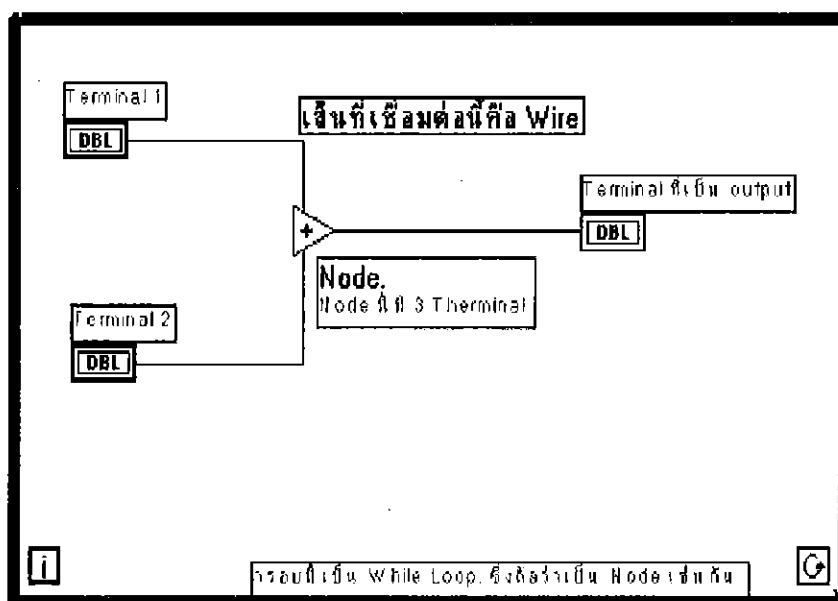 Terminal 1
DBL
เส้นที่เชื่อมต่อนี้คือ Wire
Terminal ที่เป็น output
DBL
+
Node.
Node นี้มี 3 Therminal
Terminal 2
DBL
i
กรอบนี้เป็น While Loop. ซึ่งถือว่าเป็น Node เช่นกัน